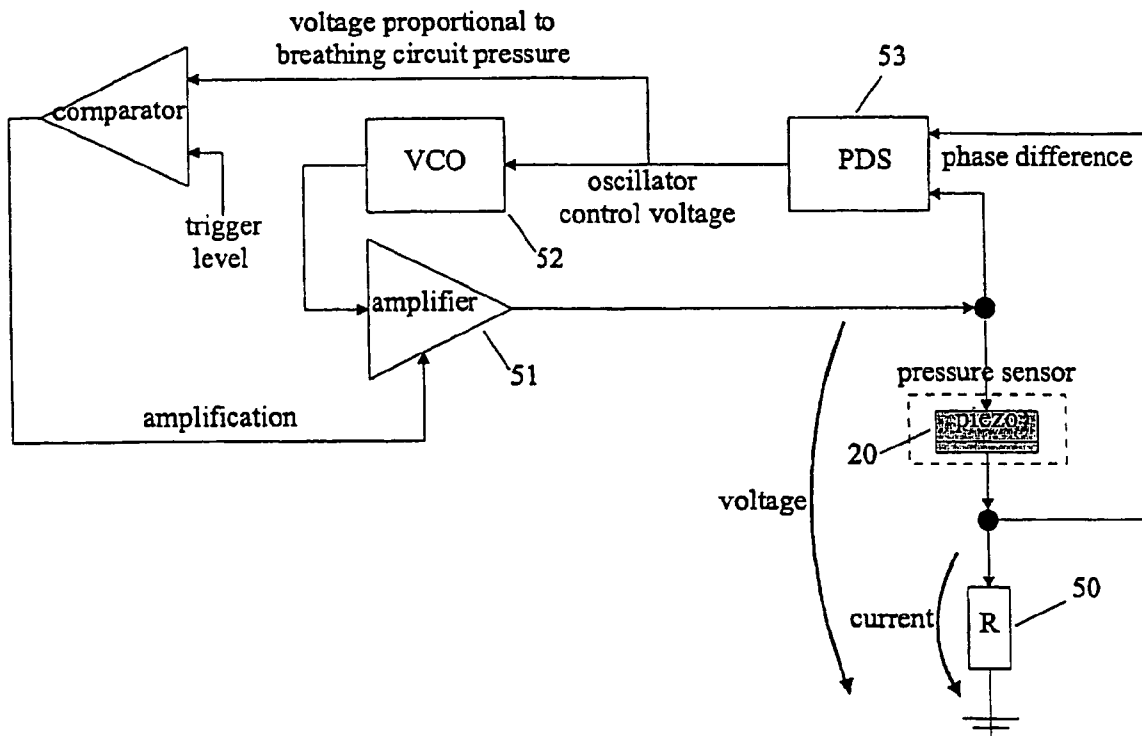 voltage proportional to
breathing circuit pressure
53
comparator
VCO
PDS
phase difference
oscillator
control voltage
trigger
level
52
amplifier
51
pressure sensor
amplification
piezo
20
voltage
50
current
R